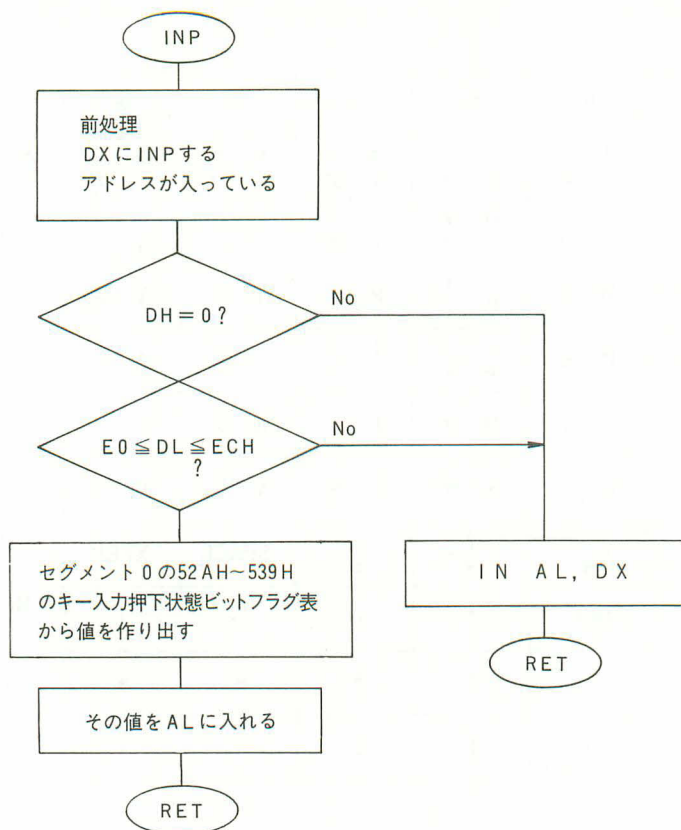 INP
前処理
DXにINPする
アドレスが入っている
DH=0?
No
E0≦DL≦ECH
?
No
セグメント0の52AH~539H
のキー入力押下状態ビットフラグ表
から値を作り出す
IN AL, DX
RET
その値をALに入れる
RET